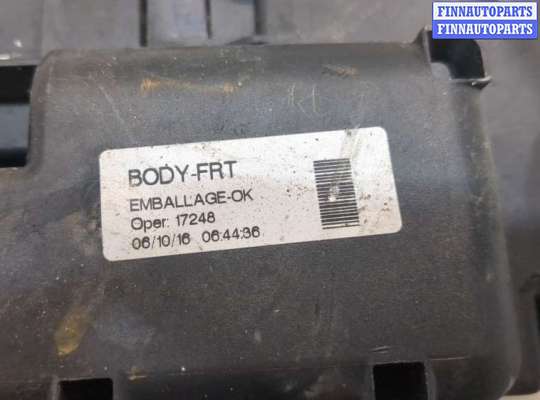 FINNAUTOPARTS
FINNAUTOPARTS
BODY-FRT
EMBALLAGE-OK
Oper: 17248
06/10/16 06:44:36